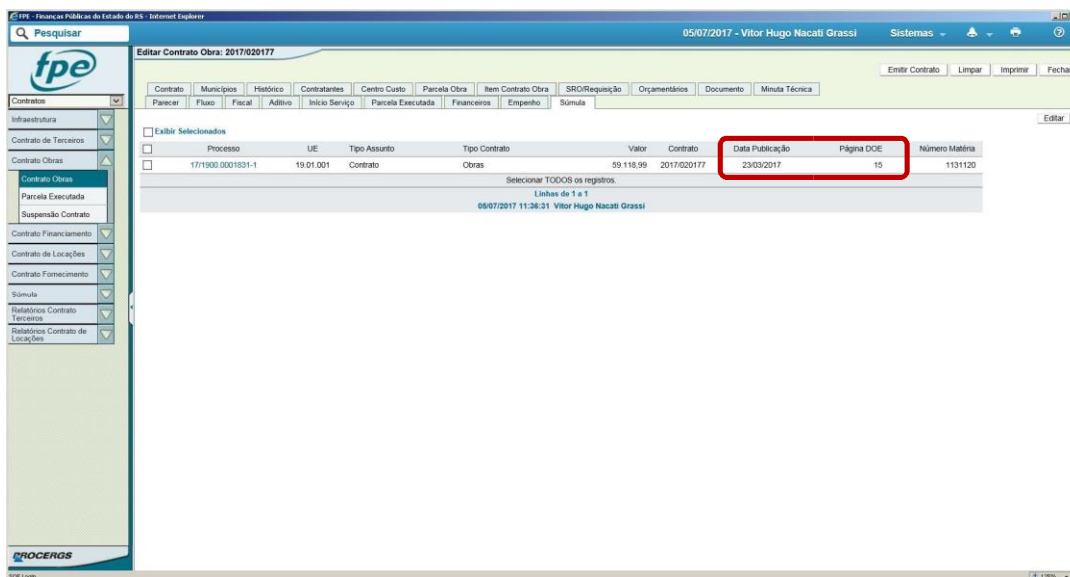 FPE - Finanças Públicas do Estado do RS - Internet Explorer
Pesquisar
05/07/2017 - Vitor Hugo Nacati Grassi
Sistemas
fpe
Editar Contrato Obra: 2017/020177
Emitir Contrato Limpar Imprimir Fechar
Contratos
Contrato Municípios Histórico Contratantes Centro Custo Parcela Obra Item Contrato Obra SRO/Requisição Orçamentários Documento Minuta Técnica
Parecer Fluxo Fiscal Aditivo Início Serviço Parcela Executada Financeiros Empenho Súmula
Editar
Infraestrutura
Contrato de Terceiros
Contrato Obras
Contrato Obras
Parcela Executada
Suspensão Contrato
Contrato Financiamento
Contrato de Locações
Contrato Fornecimento
Súmula
Relatórios Contrato
Terceiros
Relatórios Contrato de
Locações
Exibir Selecionados
Processo UE Tipo Assunto Tipo Contrato Valor Contrato Data Publicação Página DOE Número Matéria
17/1900.0001831-1 19.01.001 Contrato Obras 59.118,99 2017/020177 23/03/2017 15 1131120
Selecionar TODOS os registros.
Linhas de 1 a 1
05/07/2017 11:36:31 Vitor Hugo Nacati Grassi
PROCERGS